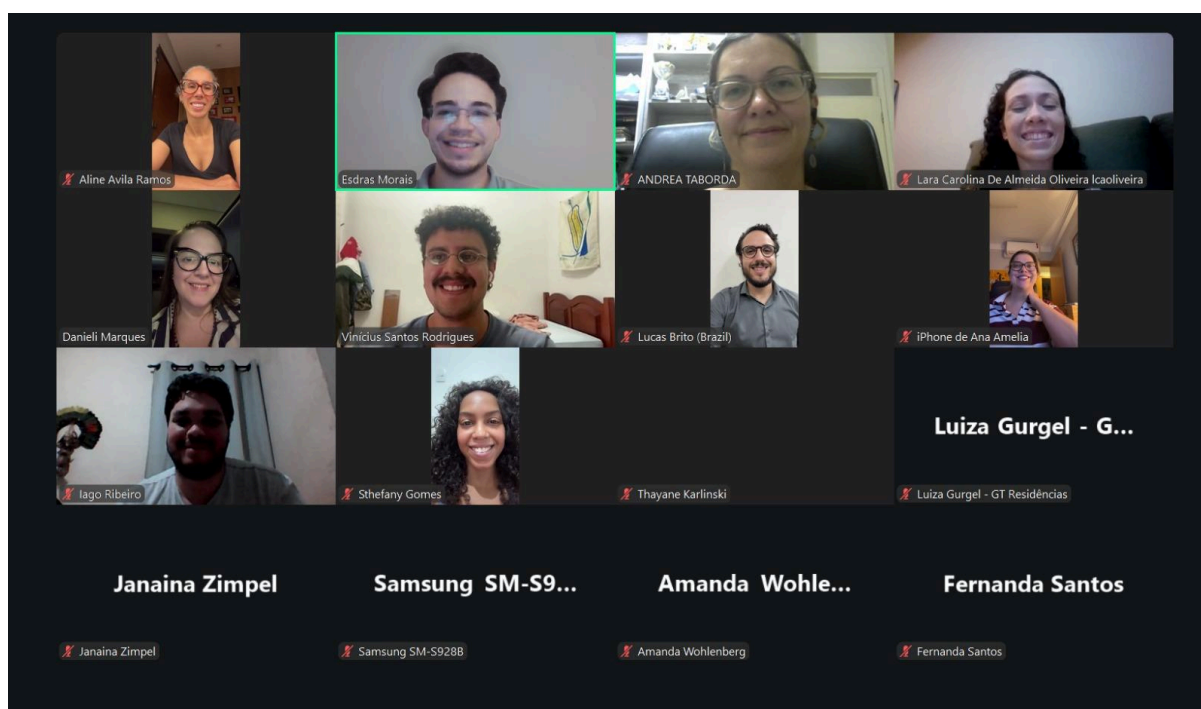 Aline Avila Ramos
Esdras Morais
ANDREA TABORDA
Lara Carolina De Almeida Oliveira lcaoliveira
Danieli Marques
Vinícius Santos Rodrigues
Lucas Brito (Brazil)
iPhone de Ana Amelia
Iago Ribeiro
Sthefany Gomes
Thayane Karlinski
Luiza Gurgel - G...
Luiza Gurgel - GT Residências
Janaina Zimpel
Samsung SM-S9...
Amanda Wohle...
Fernanda Santos
Janaina Zimpel
Samsung SM-S928B
Amanda Wohlenberg
Fernanda Santos